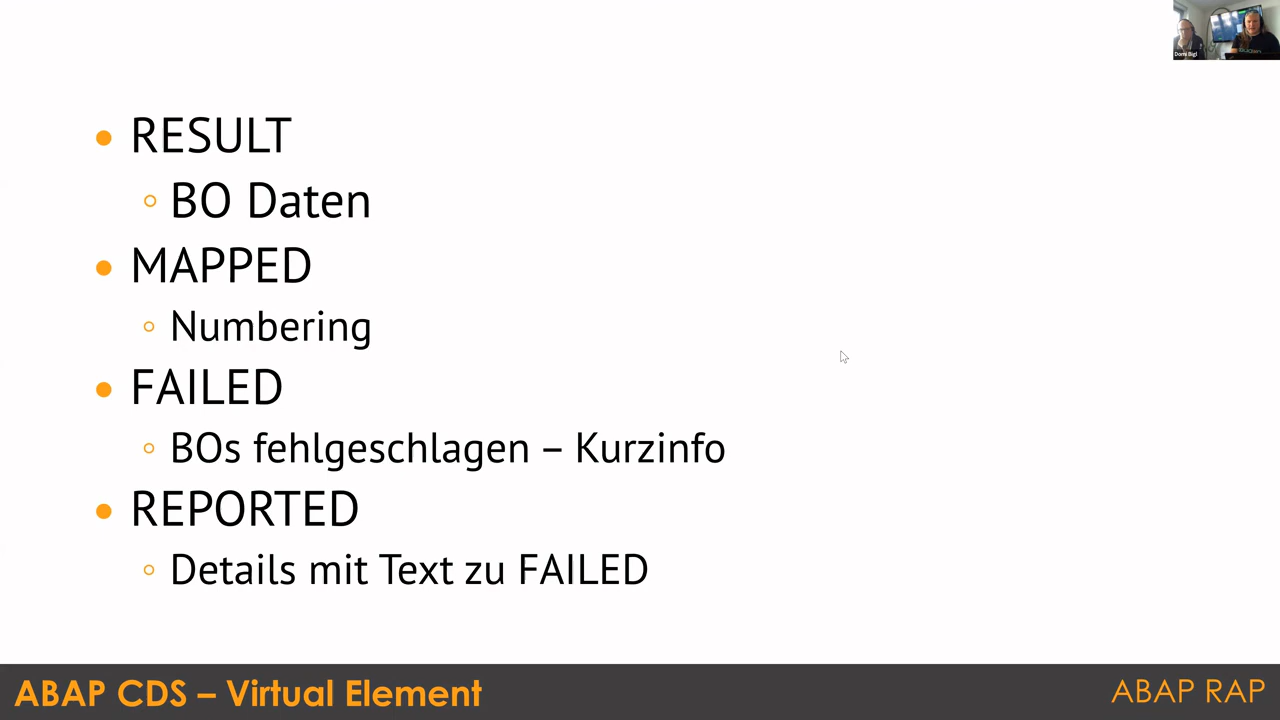 RESULT
BO Daten
MAPPED
Numbering
FAILED
BOs fehlgeschlagen – Kurzinfo
REPORTED
Details mit Text zu FAILED
ABAP CDS – Virtual Element
ABAP RAP